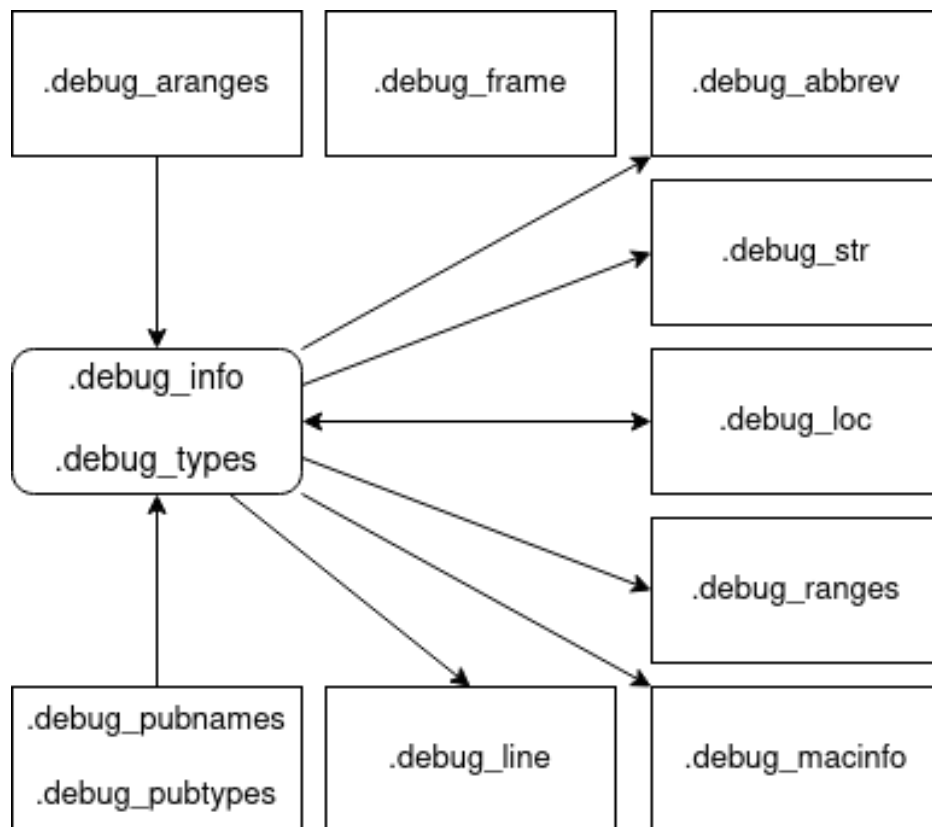 .debug_aranges
.debug_frame
.debug_abbrev
.debug_str
.debug_info
.debug_types
.debug_loc
.debug_ranges
.debug_pubnames
.debug_pubtypes
.debug_line
.debug_macinfo